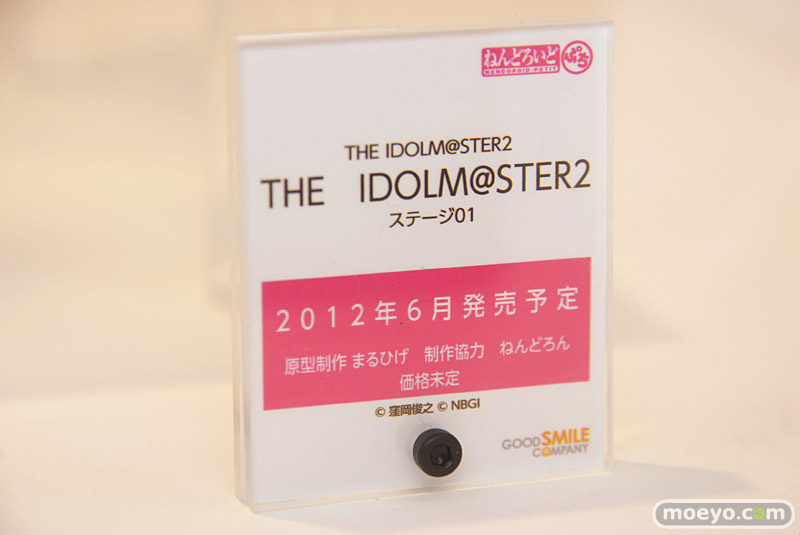 ねんどろいど ぷち
NENDOROID-PETIT
THE IDOLM@STER2
THE IDOLM@STER2
ステージ01
2012年6月発売予定
原型制作 まるひげ 制作協力 ねんどろん
価格未定
© 窪岡俊之 © NBGI
GOOD SMILE
COMPANY
moeyo.com